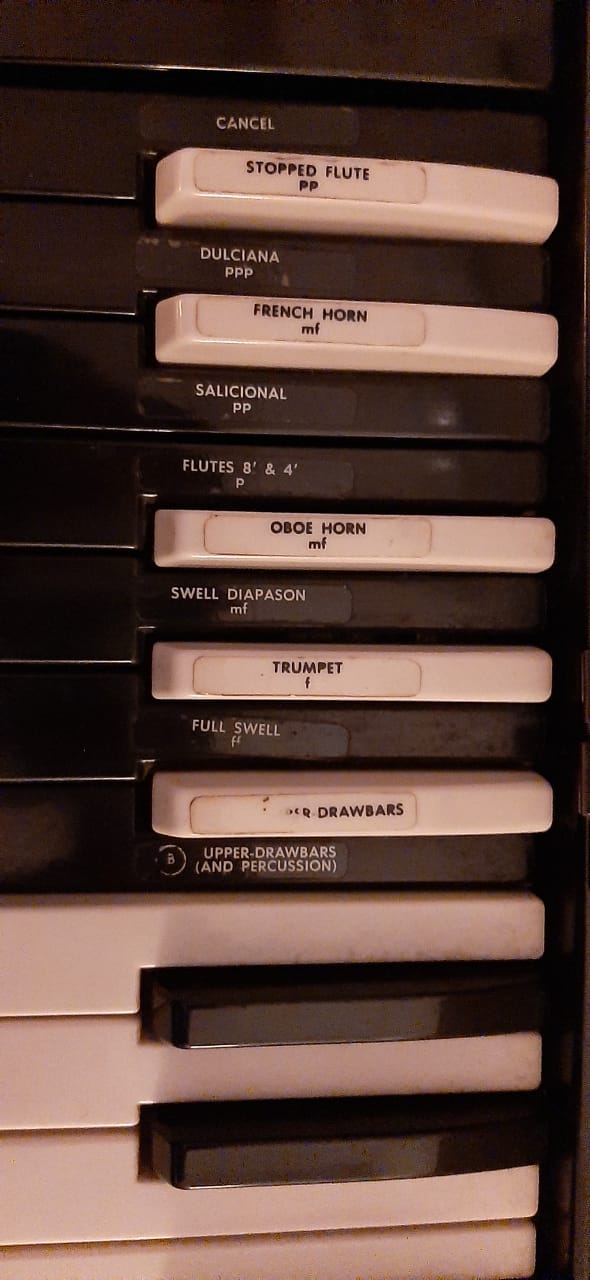 CANCEL
STOPPED FLUTE
PP
DULCIANA
PPP
FRENCH HORN
mf
SALICIONAL
PP
FLUTES 8' & 4'
P
OBOE HORN
mf
SWELL DIAPASON
mf
TRUMPET
f
FULL SWELL
ff
DRAWBARS
B UPPER-DRAWBARS
(AND PERCUSSION)